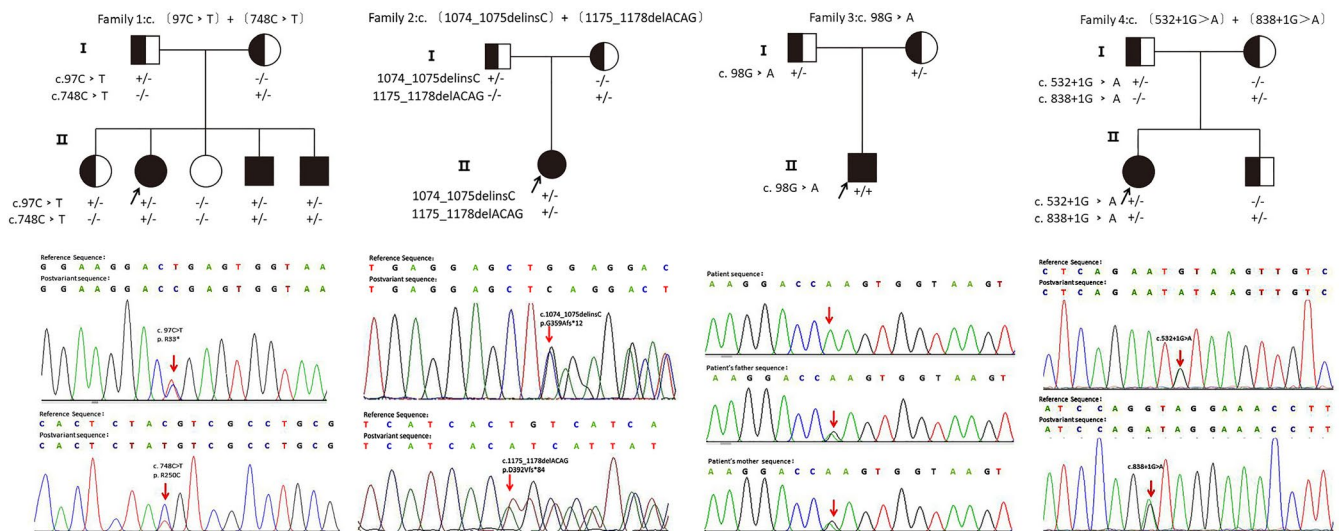 Family 1:c. (97C > T) + (748C > T)
I
c.97C > T +/- -/-
c.748C > T -/- +/-
II
c.97C > T +/- +/- -/- +/- +/-
c.748C > T -/- +/- -/- +/- +/-
Reference Sequence:
G G A A G G A C T G A G T G G T A A
Postvariant sequence:
G G A A G G A C C G A G T G G T A A
c. 97C>T
p. R33*
Reference Sequence:
C A C T C T A C G T C G C C T G C G
Postvariant sequence:
C A C T C T A T G T C G C C T G C G
c. 748C>T
p. R250C
Family 2:c. (1074_1075delinsC) + (1175_1178delACAG)
I
1074_1075delinsC +/- -/-
1175_1178delACAG -/- +/-
II
1074_1075delinsC +/-
1175_1178delACAG +/-
Reference Sequence:
T G A G G A G C T G G A G G A C
Postvariant sequence:
T G A G G A G C T C A G G A C T
c.1074_1075delinsC
p.G359Afs*12
Reference Sequence:
T C A T C A C T G T C A T C A
Postvariant sequence:
T C A T C A C A T C A T T A T
c.1175_1178delACAG
p.D392Vfs*84
Family 3:c. 98G > A
I
c. 98G > A +/- +/-
II
c. 98G > A +/+
Patient sequence:
A A G G A C C A A G T G G T A A G T
Patient's father sequence:
A A G G A C C A A G T G G T A A G T
Patient's mother sequence:
A A G G A C C A A G T G G T A A G T
Family 4:c. (532+1G>A) + (838+1G>A)
I
c. 532+1G > A +/- -/-
c. 838+1G > A -/- +/-
II
c. 532+1G > A +/- -/-
c. 838+1G > A +/- +/-
Reference Sequence:
C T C A G A A T G T A A G T T G T C
Postvariant sequence:
C T C A G A A T A T A A G T T G T C
c.532+1G>A
Reference Sequence:
A T C C A G G T A G G A A A C C T T
Postvariant sequence:
A T C C A G A T A G G A A A C C T T
c.838+1G>A